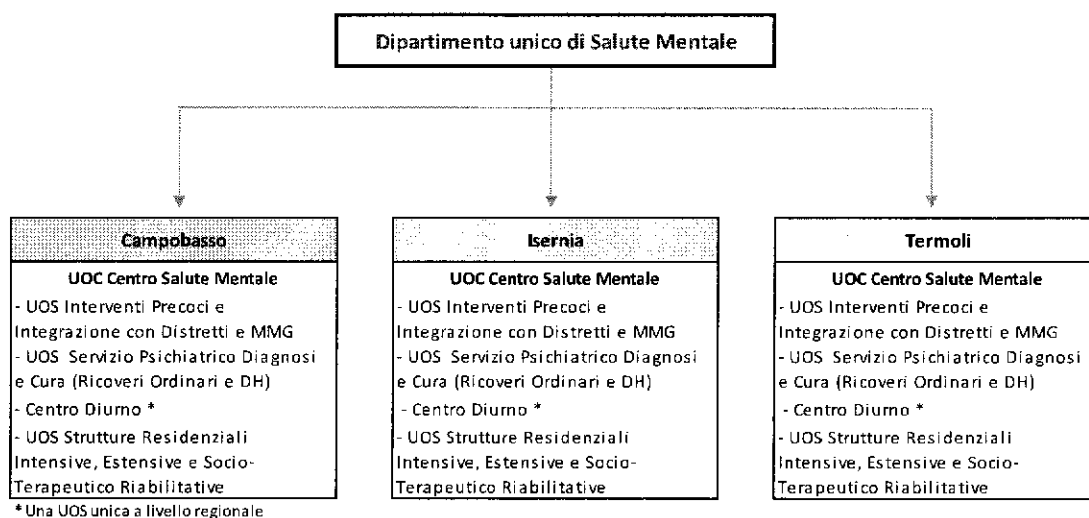 Dipartimento unico di Salute Mentale
Campobasso
UOC Centro Salute Mentale
- UOS Interventi Precoci e
Integrazione con Distretti e MMG
- UOS Servizio Psichiatrico Diagnosi
e Cura (Ricoveri Ordinari e DH)
- Centro Diurno *
- UOS Strutture Residenziali
Intensive, Estensive e Socio-
Terapeutico Riabilitative
* Una UOS unica a livello regionale
Isernia
UOC Centro Salute Mentale
- UOS Interventi Precoci e
Integrazione con Distretti e MMG
- UOS Servizio Psichiatrico Diagnosi
e Cura (Ricoveri Ordinari e DH)
- Centro Diurno *
- UOS Strutture Residenziali
Intensive, Estensive e Socio-
Terapeutico Riabilitative
Termoli
UOC Centro Salute Mentale
- UOS Interventi Precoci e
Integrazione con Distretti e MMG
- UOS Servizio Psichiatrico Diagnosi
e Cura (Ricoveri Ordinari e DH)
- Centro Diurno *
- UOS Strutture Residenziali
Intensive, Estensive e Socio-
Terapeutico Riabilitative